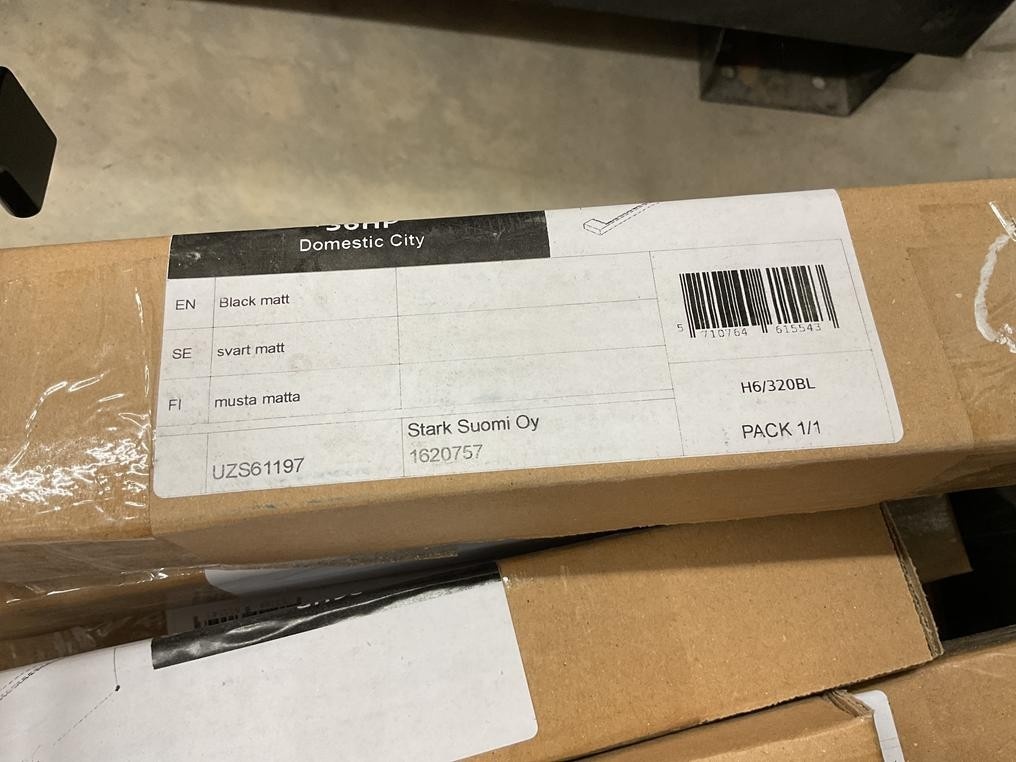 Domestic City
EN Black matt
SE svart matt
FI musta matta
UZS61197
Stark Suomi Oy
1620757
5 710764 615543
H6/320BL
PACK 1/1